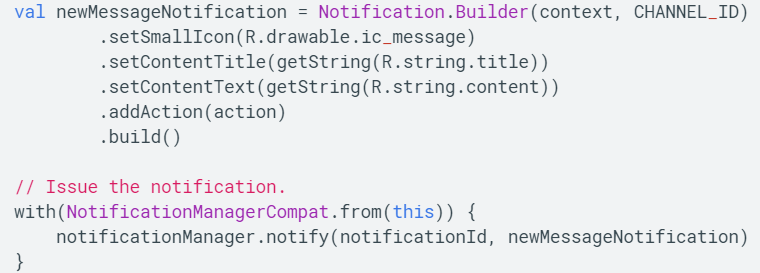 val newMessageNotification = Notification.Builder(context, CHANNEL_ID)
        .setSmallIcon(R.drawable.ic_message)
        .setContentTitle(getString(R.string.title))
        .setContentText(getString(R.string.content))
        .addAction(action)
        .build()

// Issue the notification.
with(NotificationManagerCompat.from(this)) {
    notificationManager.notify(notificationId, newMessageNotification)
}